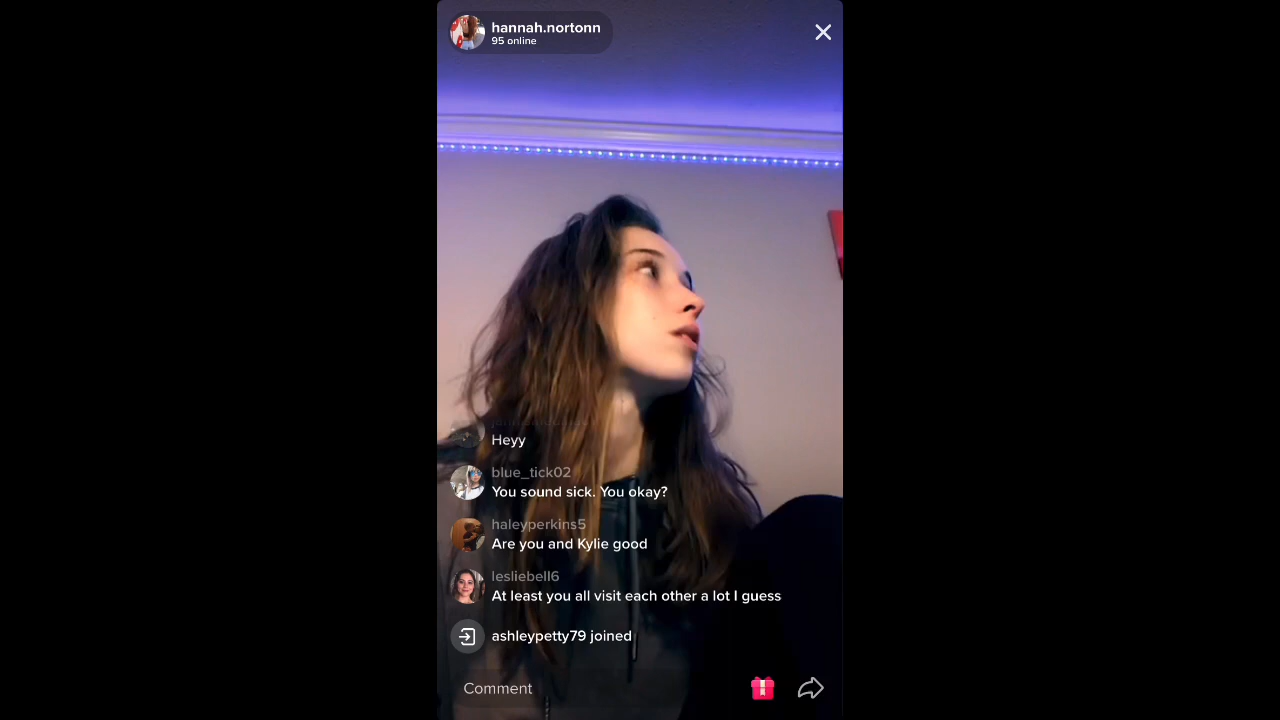 hannah.nortonn
95 online
Heyy
blue_tick02
You sound sick. You okay?
haleyperkins5
Are you and Kylie good
lesliebell6
At least you all visit each other a lot I guess
ashleypetty79 joined
Comment